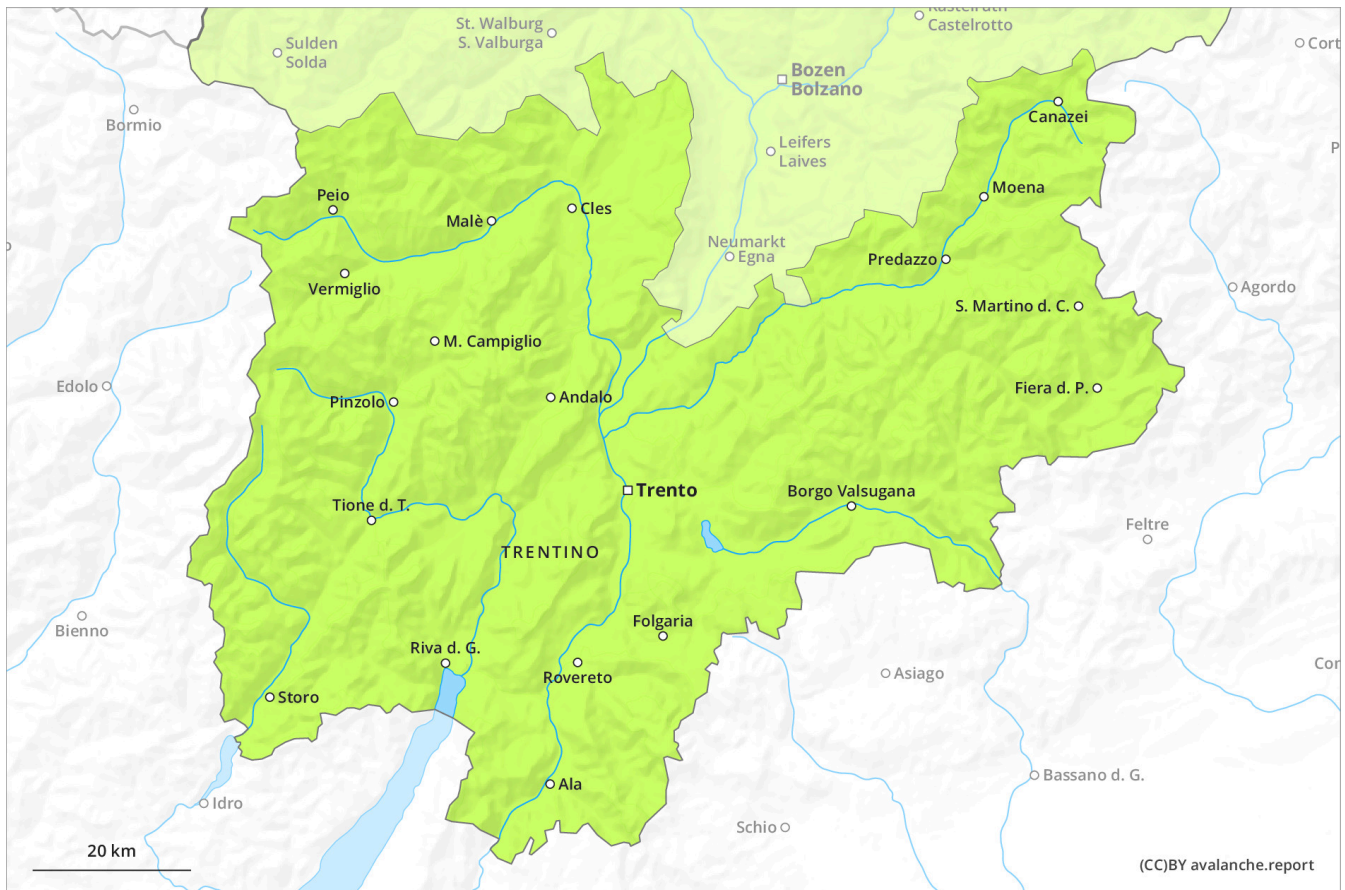 Kastelruth
Castelrotto
St. Walburg
S. Valburga
Sulden
Solda
Cort
Bozen
Bolzano
Bormio
Canazei
Leifers
Laives
P
Peio
Moena
Malè
Cles
Neumarkt
Egna
Predazzo
Vermiglio
Agordo
S. Martino d. C.
M. Campiglio
Edolo
Fiera d. P.
Pinzolo
Andalo
Trento
Borgo Valsugana
Tione d. T.
Feltre
TRENTINO
Folgaria
Bienno
Riva d. G.
Cor
Asiago
Rovereto
Storo
Bassano d. G.
Ala
Idro
Schio
20 km
(CC)BY avalanche.report